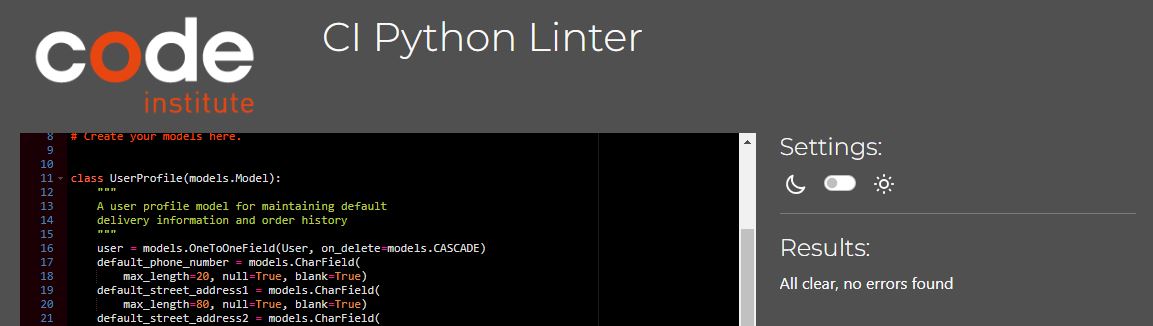 code
institute
CI Python Linter
8 # Create your models here.
9
10
11 class UserProfile(models.Model):
12 """
13 A user profile model for maintaining default
14 delivery information and order history
15 """
16 user = models.OneToOneField(User, on_delete=models.CASCADE)
17 default_phone_number = models.CharField(
18 max_length=20, null=True, blank=True)
19 default_street_address1 = models.CharField(
20 max_length=80, null=True, blank=True)
21 default_street_address2 = models.CharField(
Settings:
Results:
All clear, no errors found